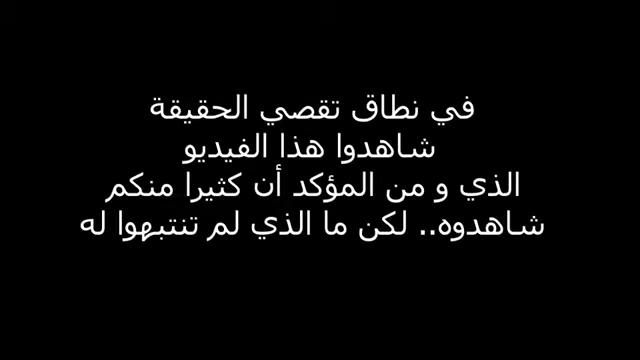 في نطاق تقصي الحقيقة
شاهدوا هذا الفيديو
الذي و من المؤكد أن كثيرا منكم
شاهدوه.. لكن ما الذي لم تنتبهوا له